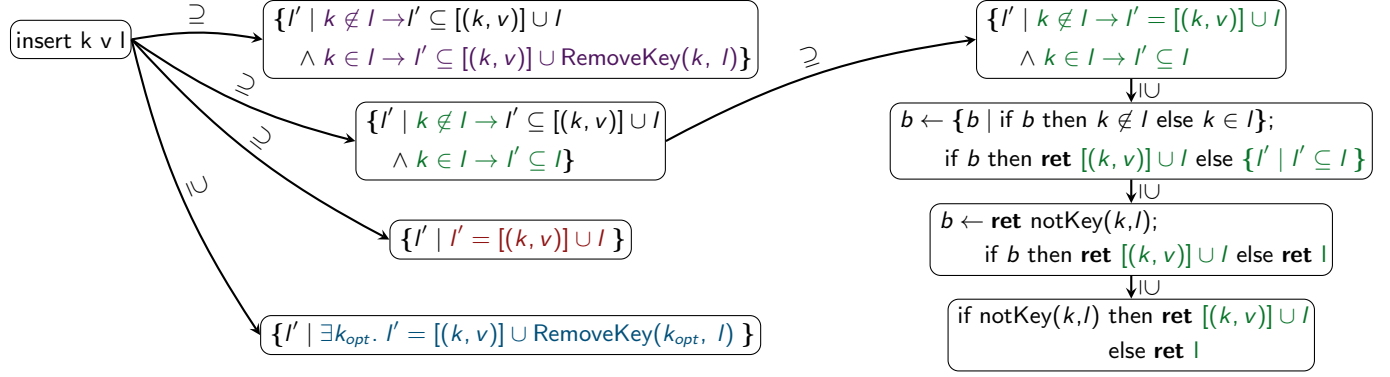 insert k v l
⊇
{l′ | k ∉ l → l′ ⊆ [(k, v)] ∪ l
∧ k ∈ l → l′ ⊆ [(k, v)] ∪ RemoveKey(k, l)}
⊇
{l′ | k ∉ l → l′ ⊆ [(k, v)] ∪ l
∧ k ∈ l → l′ ⊆ l}
⊇
{l′ | l′ = [(k, v)] ∪ l }
⊇
{l′ | ∃k_opt. l′ = [(k, v)] ∪ RemoveKey(k_opt, l) }
⊇
{l′ | k ∉ l → l′ = [(k, v)] ∪ l
∧ k ∈ l → l′ ⊆ l
⊇
b ← {b | if b then k ∉ l else k ∈ l};
if b then ret [(k, v)] ∪ l else {l′ | l′ ⊆ l }
⊇
b ← ret notKey(k,l);
if b then ret [(k, v)] ∪ l else ret l
⊇
if notKey(k,l) then ret [(k, v)] ∪ l
else ret l